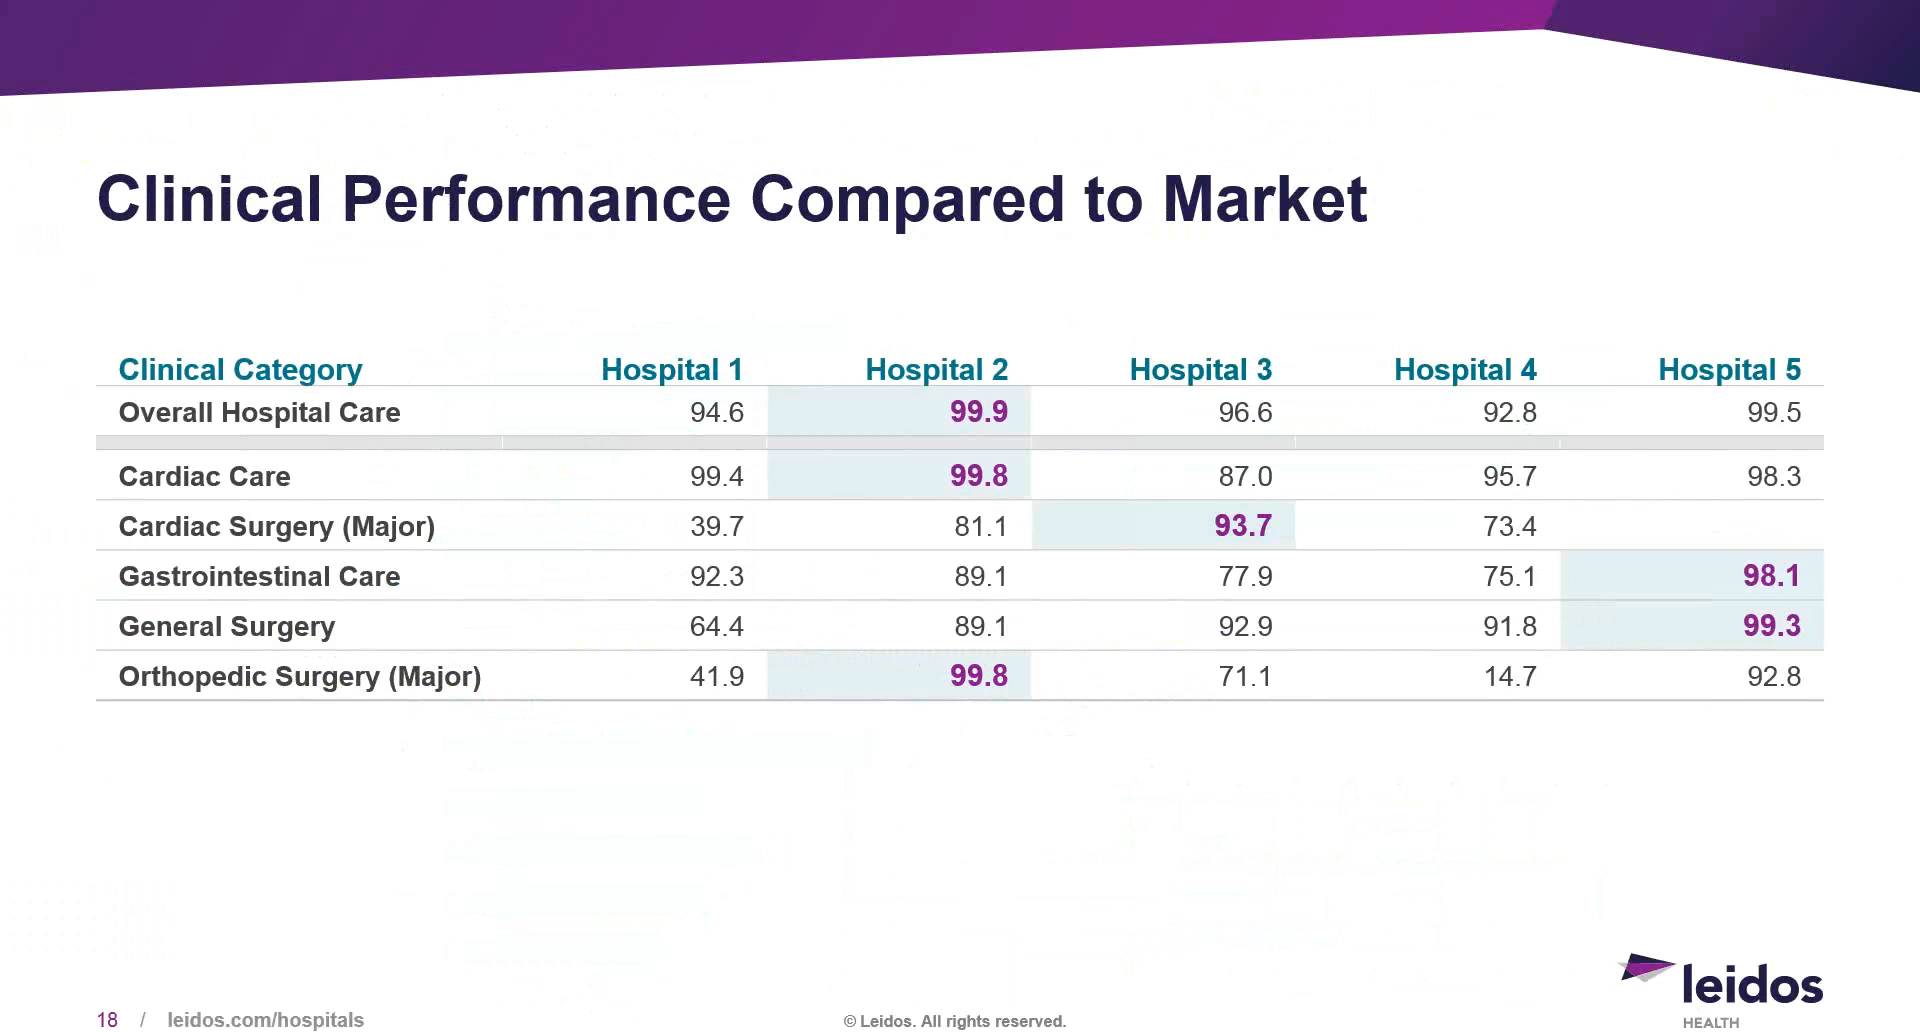 Clinical Performance Compared to Market
Clinical Category Hospital 1 Hospital 2 Hospital 3 Hospital 4 Hospital 5
Overall Hospital Care 94.6 99.9 96.6 92.8 99.5
Cardiac Care 99.4 99.8 87.0 95.7 98.3
Cardiac Surgery (Major) 39.7 81.1 93.7 73.4
Gastrointestinal Care 92.3 89.1 77.9 75.1 98.1
General Surgery 64.4 89.1 92.9 91.8 99.3
Orthopedic Surgery (Major) 41.9 99.8 71.1 14.7 92.8
leidos
HEALTH
18 / leidos.com/hospitals © Leidos. All rights reserved.